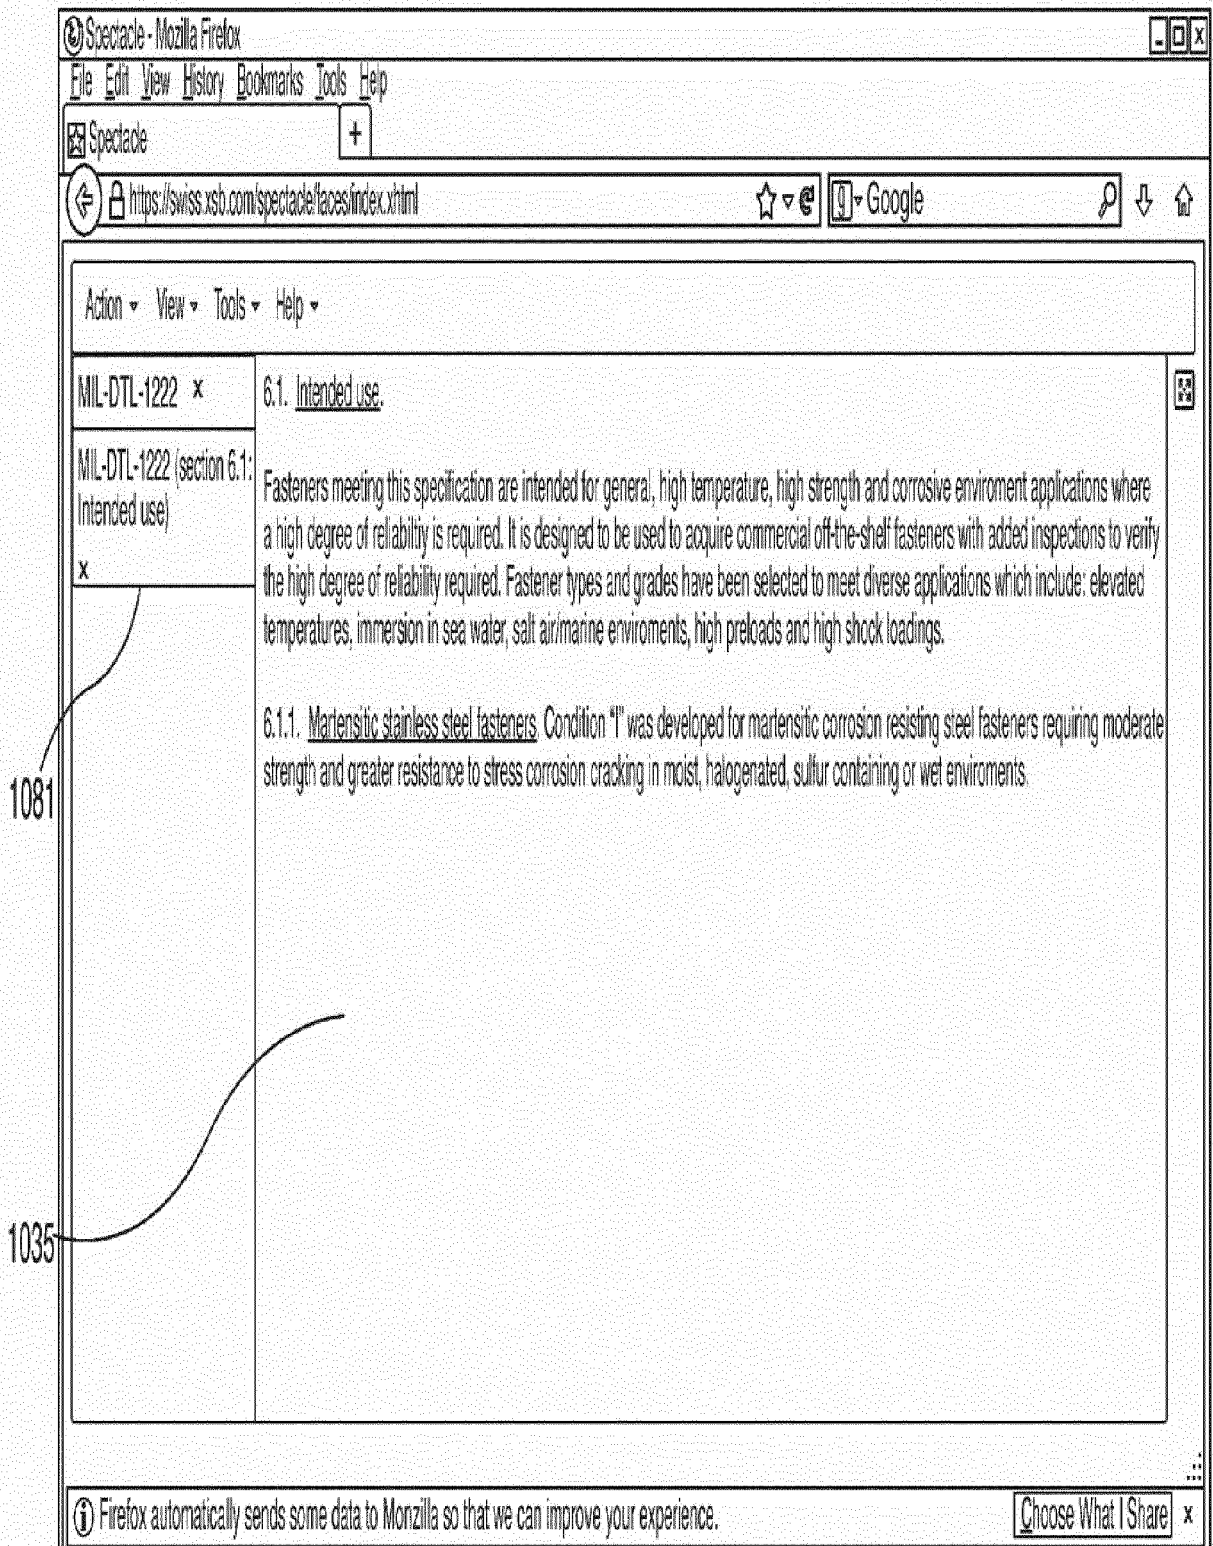 Spectacle - Mozilla Firefox
File Edit View History Bookmarks Tools Help
Spectacle +
https://swiss.xsb.com/spectacle/faces/index.xhtml g Google
Action View Tools Help
MIL-DTL-1222 x
MIL-DTL-1222 (section 6.1:
Intended use)
x
6.1. Intended use.
Fasteners meeting this specification are intended for general, high temperature, high strength and corrosive enviroment applications where
a high degree of reliabiltiy is required. It is designed to be used to acquire commercial off-the-shelf fasteners with added inspections to verify
the high degree of reliability required. Fastener types and grades have been selected to meet diverse applications which include: elevated
temperatures, immersion in sea water, salt air/marine enviroments, high preloads and high shock loadings.
6.1.1. Martensitic stainless steel fasteners. Condition "I" was developed for martensitic corrosion resisting steel fasteners requiring moderate
strength and greater resistance to stress corrosion cracking in moist, halogenated, sulfur containing or wet enviroments.
1081
1035
Firefox automatically sends some data to Monzilla so that we can improve your experience. Choose What I Share x